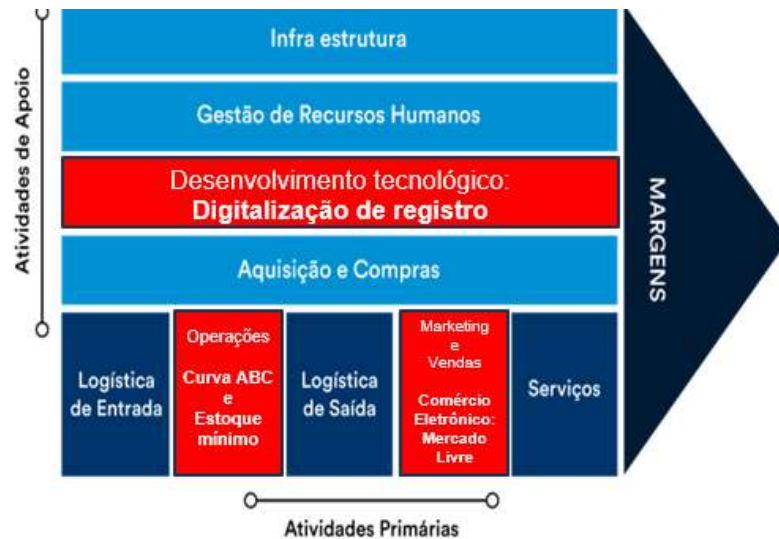 Atividades de Apoio
Infra estrutura
Gestão de Recursos Humanos
Desenvolvimento tecnológico:
Digitalização de registro
Aquisição e Compras
Logística
de Entrada
Operações
Curva ABC
e
Estoque
mínimo
Logística
de Saída
Marketing
e
Vendas
Comércio
Eletrônico:
Mercado
Livre
Serviços
MARGENS
Atividades Primárias